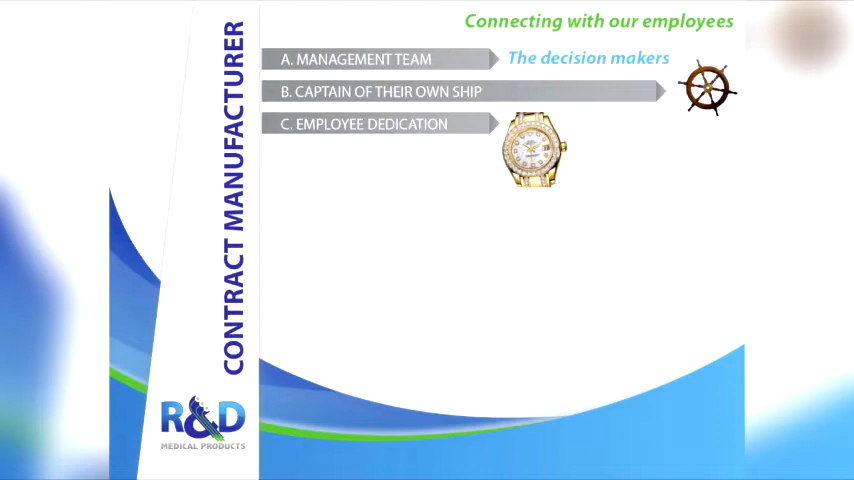 Connecting with our employees
A. MANAGEMENT TEAM
The decision makers
B. CAPTAIN OF THEIR OWN SHIP
C. EMPLOYEE DEDICATION
CONTRACT MANUFACTURER
R&D
MEDICAL PRODUCTS